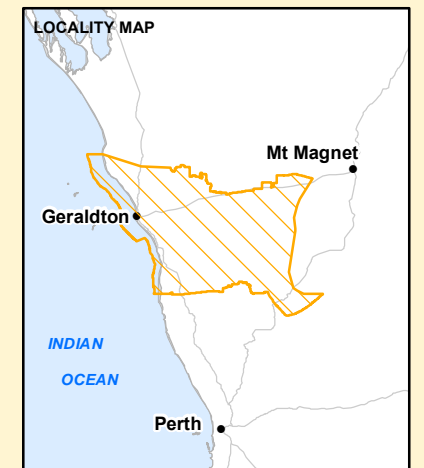 LOCALITY MAP
Mt Magnet
Geraldton
INDIAN
OCEAN
Perth